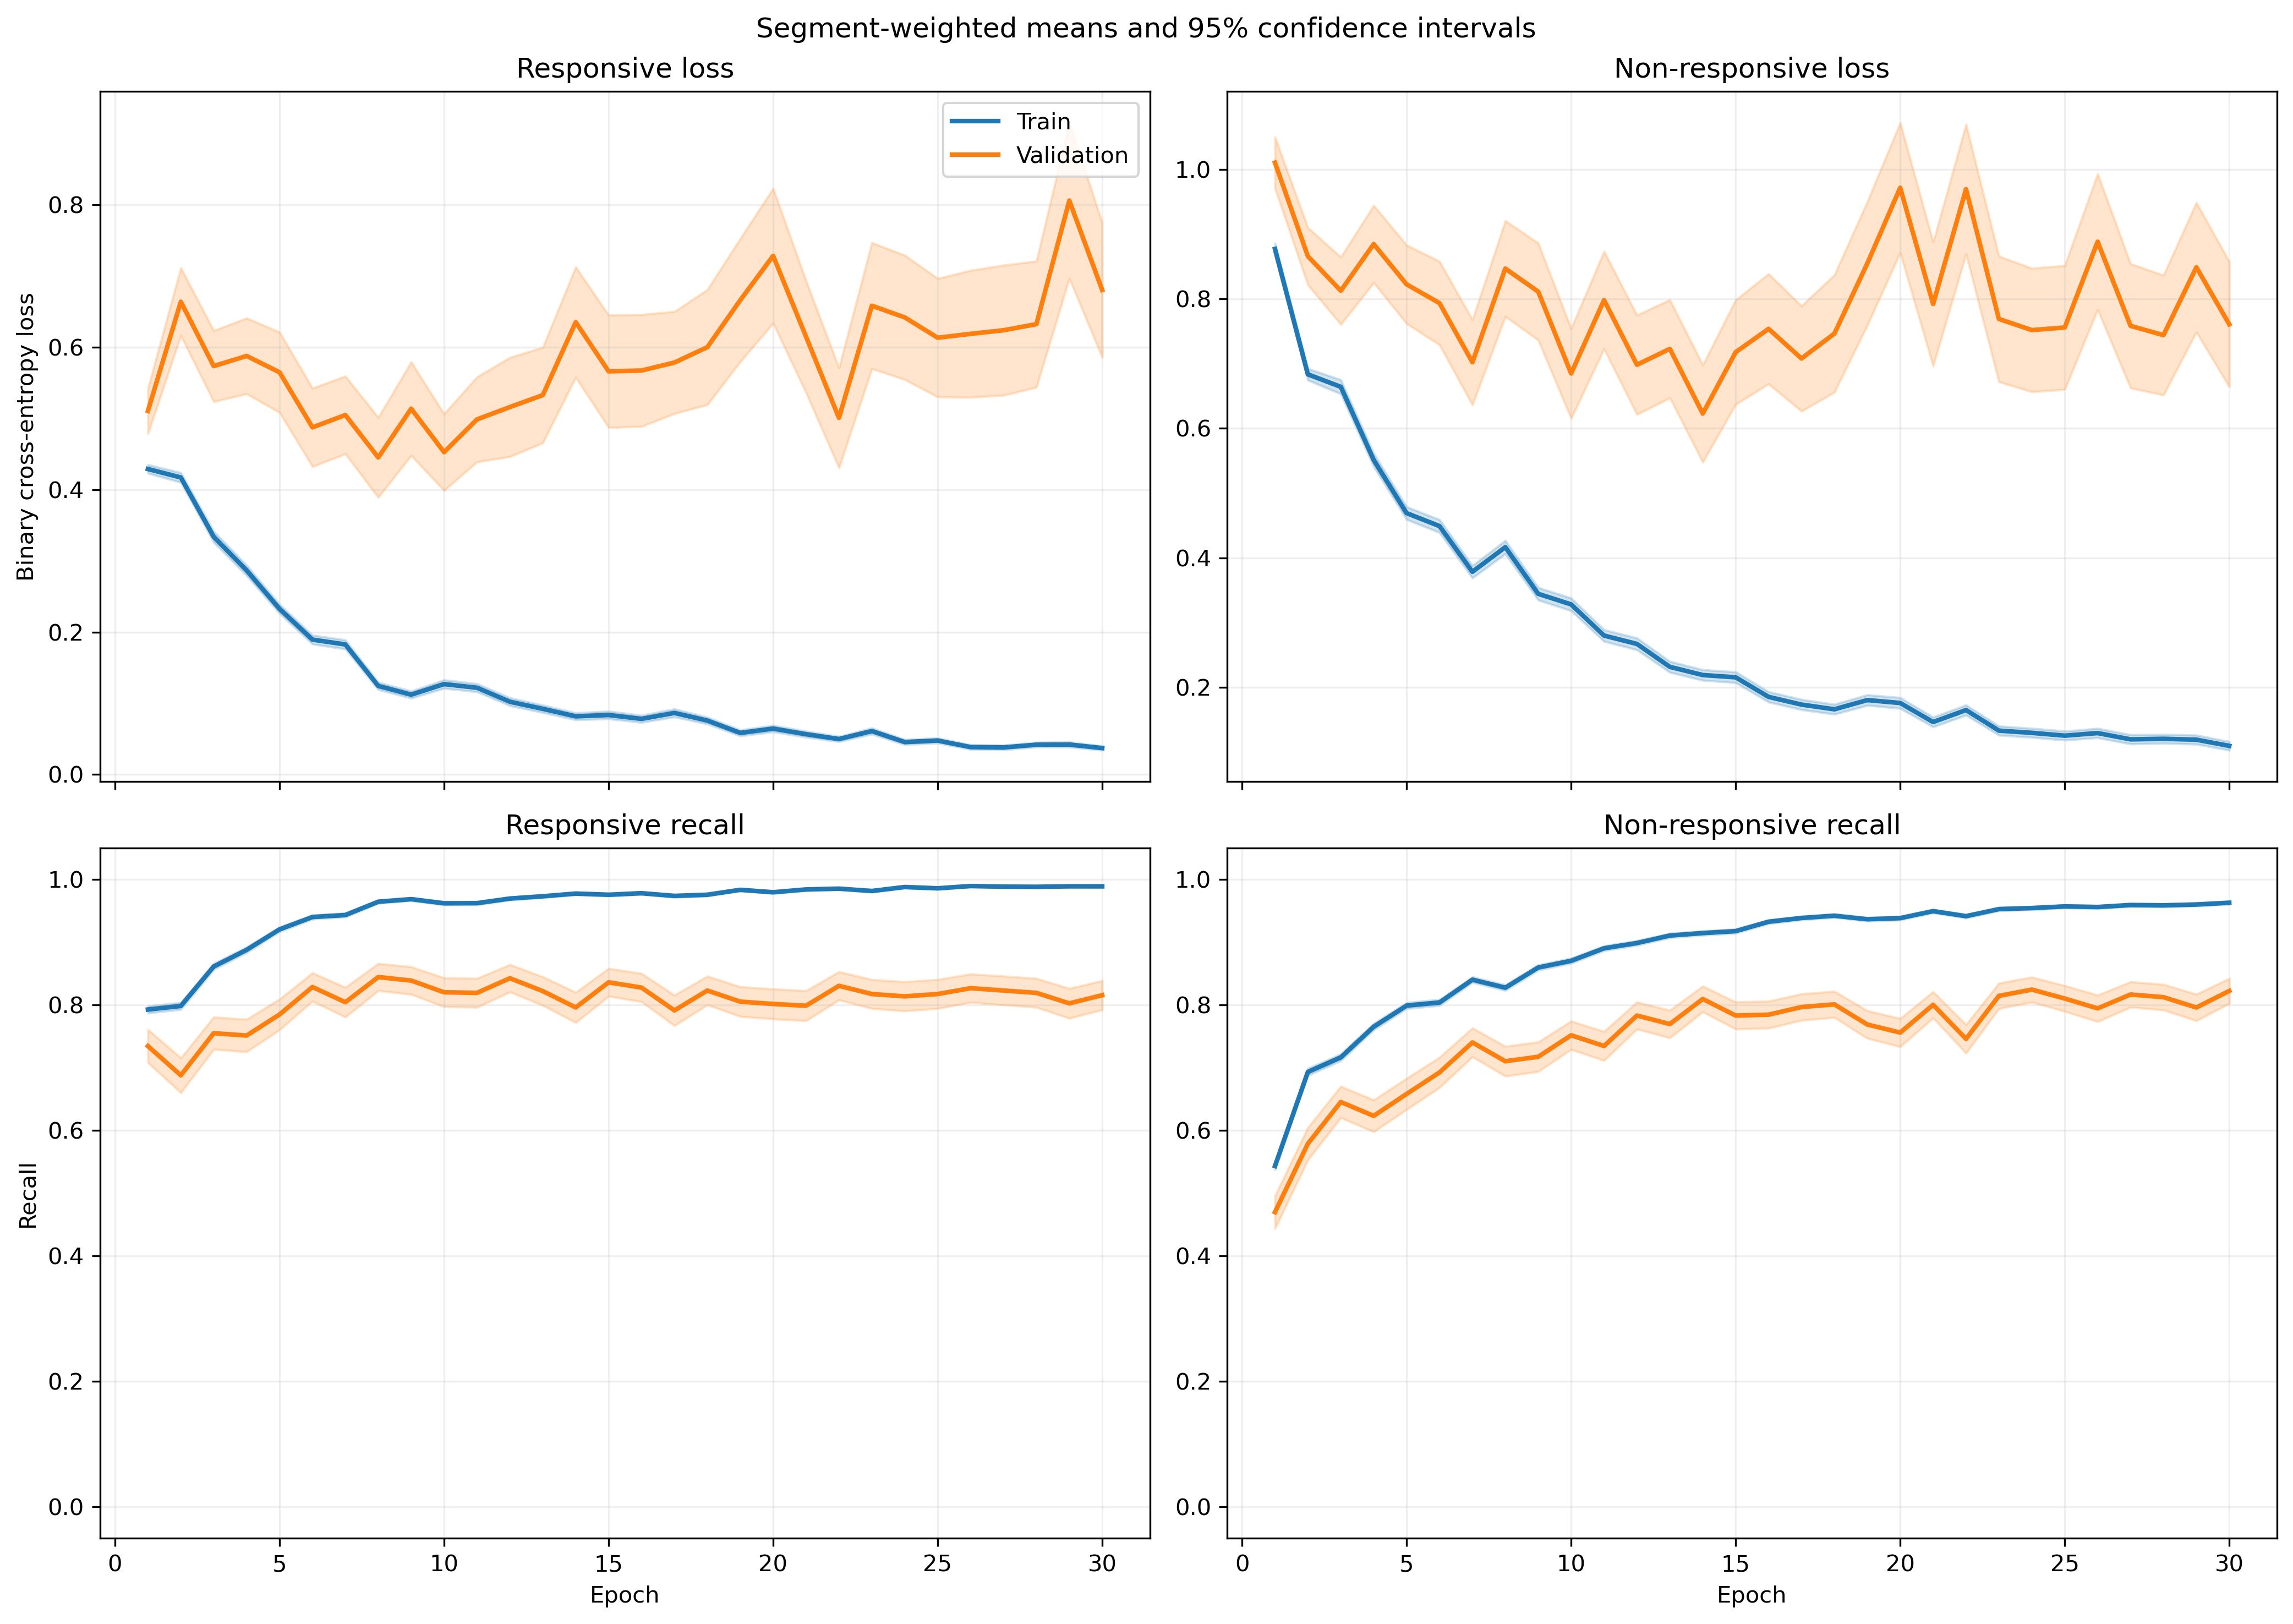 Segment-weighted means and 95% confidence intervals
Responsive loss
Non-responsive loss
Train
Validation
Binary cross-entropy loss
0.8
0.6
0.4
0.2
0.0
1.0
0.8
0.6
0.4
0.2
Responsive recall
Non-responsive recall
Recall
1.0
0.8
0.6
0.4
0.2
0.0
1.0
0.8
0.6
0.4
0.2
0.0
0 5 10 15 20 25 30
0 5 10 15 20 25 30
Epoch
Epoch